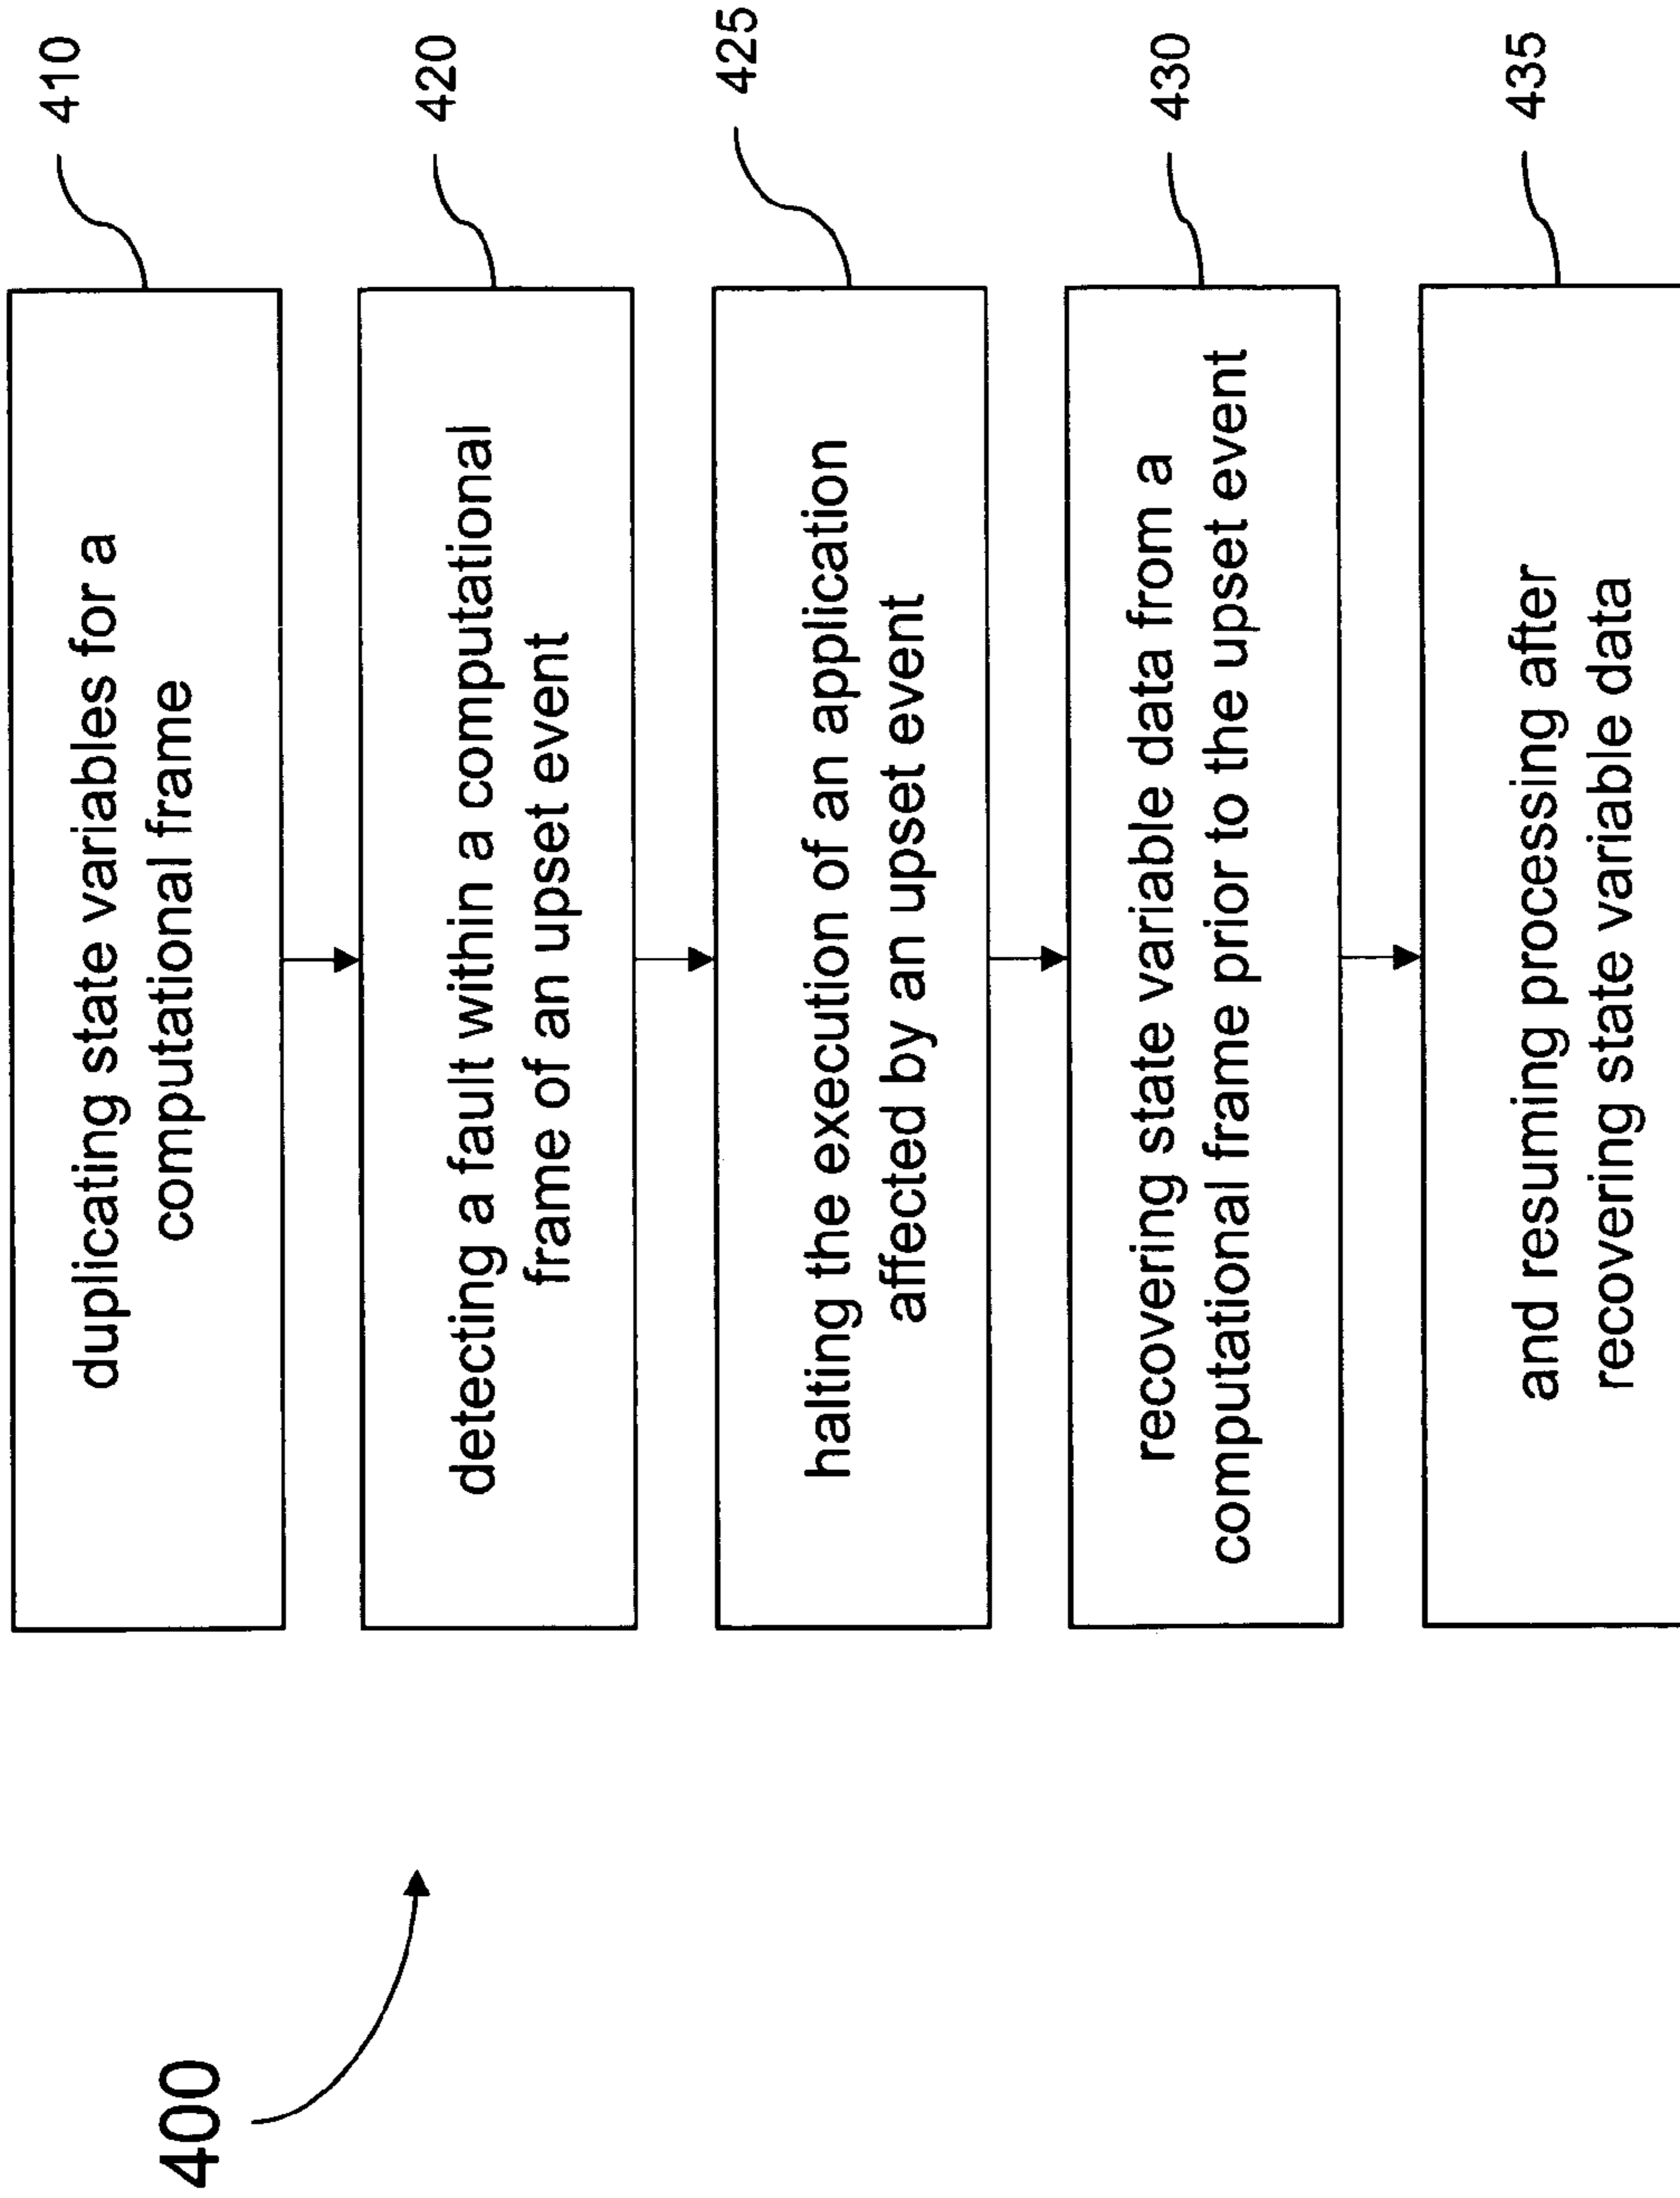 400
duplicating state variables for a
computational frame
410
detecting a fault within a computational
frame of an upset event
420
halting the execution of an application
affected by an upset event
425
recovering state variable data from a
computational frame prior to the upset event
430
and resuming processing after
recovering state variable data
435